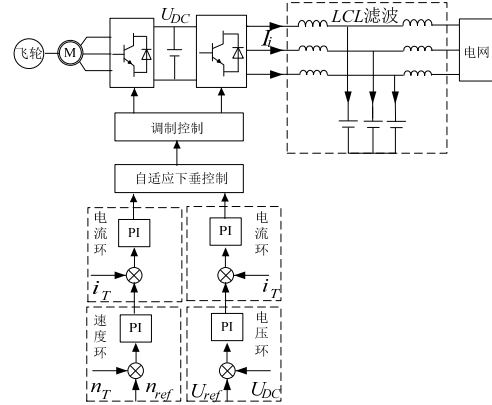 U_DC
LCL滤波
飞轮
M
I_i
电网
调制控制
自适应下垂控制
电流环
PI
PI
电流环
i_T
i_T
速度环
PI
PI
电压环
n_T
n_ref
U_ref
U_DC